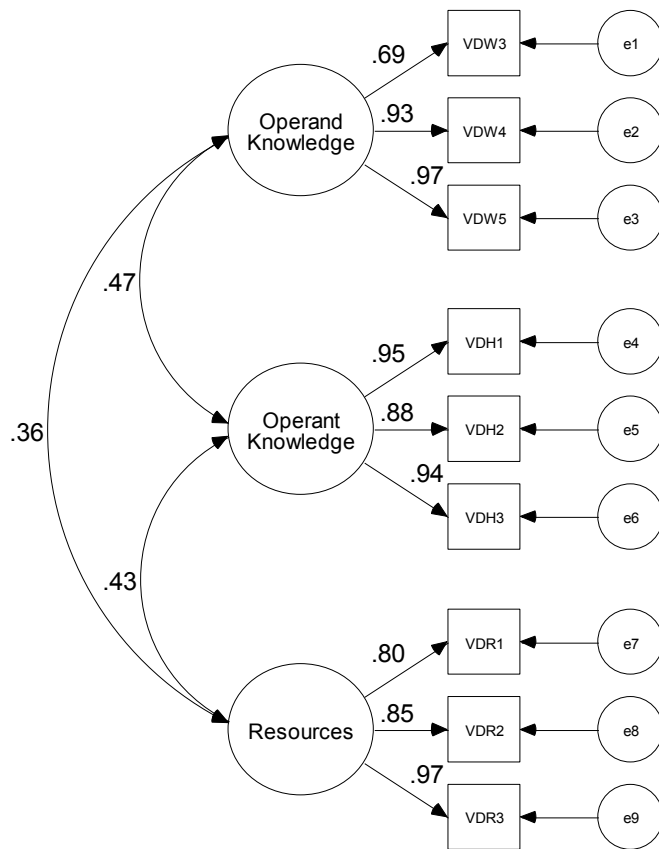 .69
VDW3
e1
Operand
Knowledge
.93
VDW4
e2
.97
VDW5
e3
.47
.95
VDH1
e4
Operant
Knowledge
.88
VDH2
e5
.36
.94
VDH3
e6
.43
.80
VDR1
e7
Resources
.85
VDR2
e8
.97
VDR3
e9